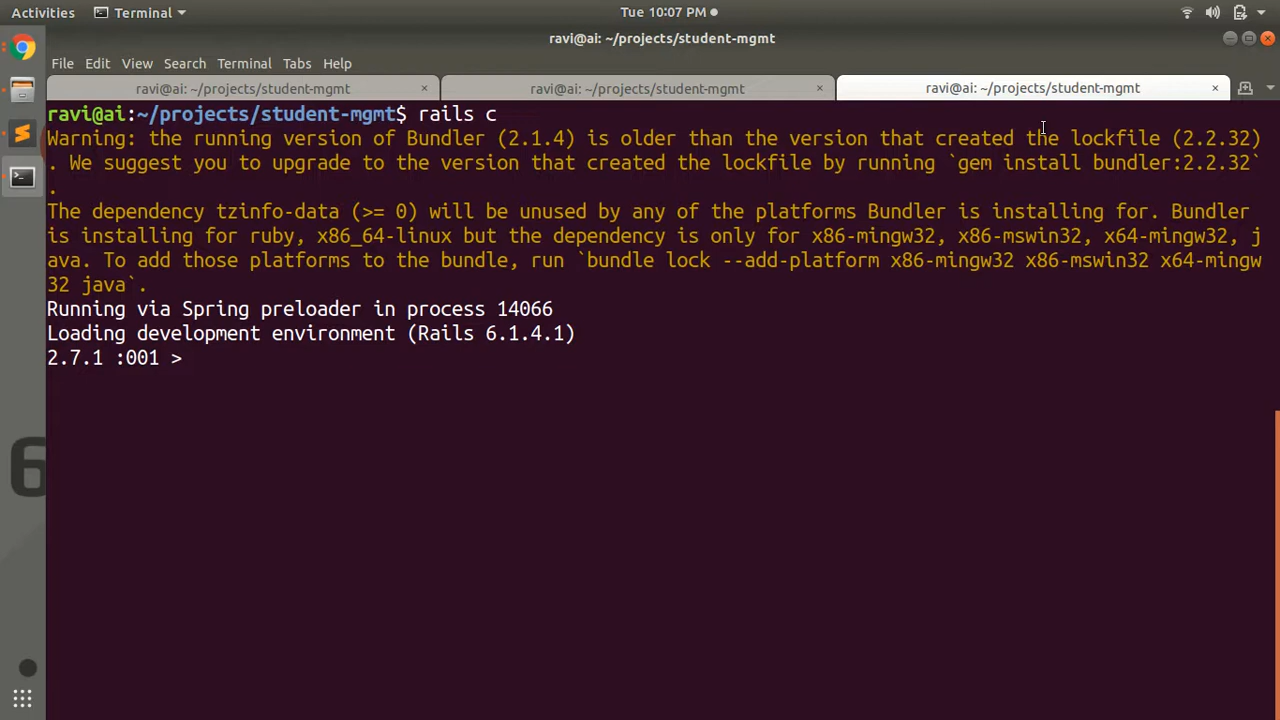 Activities
Terminal
Tue 10:07 PM
ravi@ai: ~/projects/student-mgmt
File Edit View Search Terminal Tabs Help
ravi@ai: ~/projects/student-mgmt
ravi@ai: ~/projects/student-mgmt
ravi@ai: ~/projects/student-mgmt
ravi@ai:~/projects/student-mgmt$ rails c
Warning: the running version of Bundler (2.1.4) is older than the version that created the lockfile (2.2.32)
. We suggest you to upgrade to the version that created the lockfile by running `gem install bundler:2.2.32`
.
The dependency tzinfo-data (>= 0) will be unused by any of the platforms Bundler is installing for. Bundler
is installing for ruby, x86_64-linux but the dependency is only for x86-mingw32, x86-mswin32, x64-mingw32, j
ava. To add those platforms to the bundle, run `bundle lock --add-platform x86-mingw32 x86-mswin32 x64-mingw
32 java`.
Running via Spring preloader in process 14066
Loading development environment (Rails 6.1.4.1)
2.7.1 :001 >
6